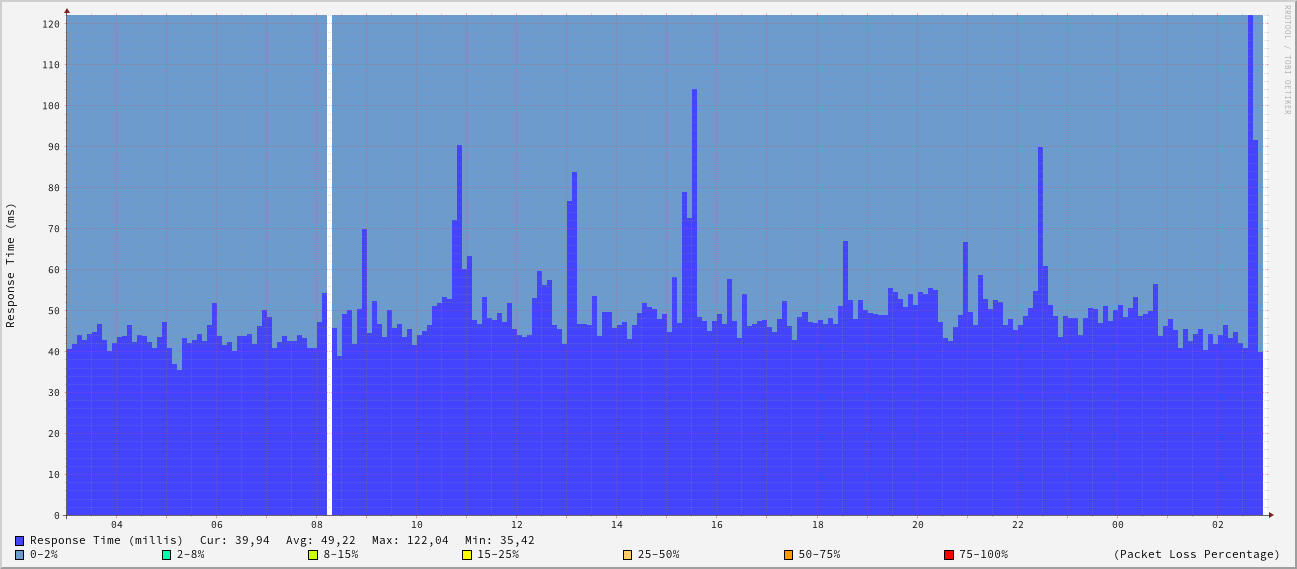 RRDTOOL / TOBI OETIKER
Response Time (ms)
120
110
100
90
80
70
60
50
40
30
20
10
0
04 06 08 10 12 14 16 18 20 22 00 02
Response Time (millis) Cur: 39,94 Avg: 49,22 Max: 122,04 Min: 35,42
0-2% 2-8% 8-15% 15-25% 25-50% 50-75% 75-100% (Packet Loss Percentage)